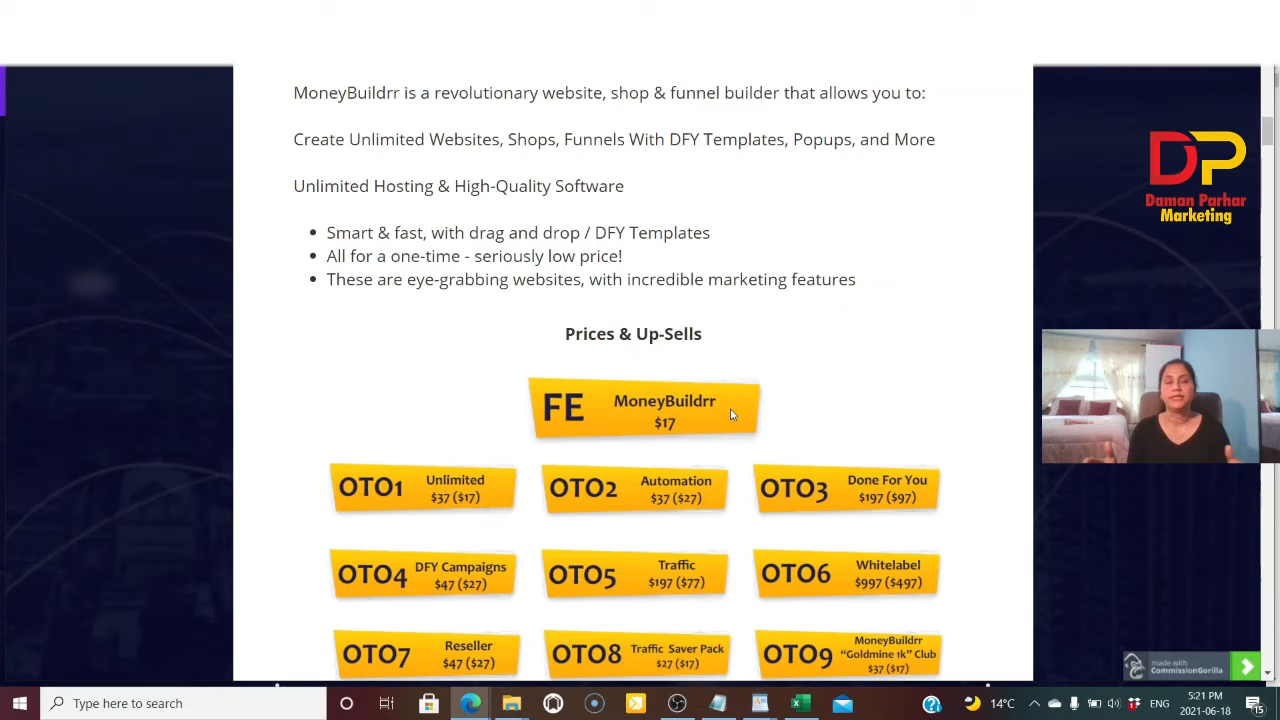 MoneyBuildrr is a revolutionary website, shop & funnel builder that allows you to:
Create Unlimited Websites, Shops, Funnels With DFY Templates, Popups, and More
Unlimited Hosting & High-Quality Software
• Smart & fast, with drag and drop / DFY Templates
• All for a one-time - seriously low price!
• These are eye-grabbing websites, with incredible marketing features
DP
Daman Parhar
Marketing
Prices & Up-Sells
FE MoneyBuildrr
$17
OTO1 Unlimited
$37 ($17)
OTO2 Automation
$37 ($27)
OTO3 Done For You
$197 ($97)
OTO4 DFY Campaigns
$47 ($27)
OTO5 Traffic
$197 ($77)
OTO6 Whitelabel
$997 ($497)
OTO7 Reseller
$47 ($27)
OTO8 Traffic Saver Pack
$27 ($17)
OTO9 MoneyBuildrr
"Goldmine 1k" Club
$37 ($17)
made with
CommissionGorilla
Type here to search
14°C
ENG
5:21 PM
2021-06-18
15